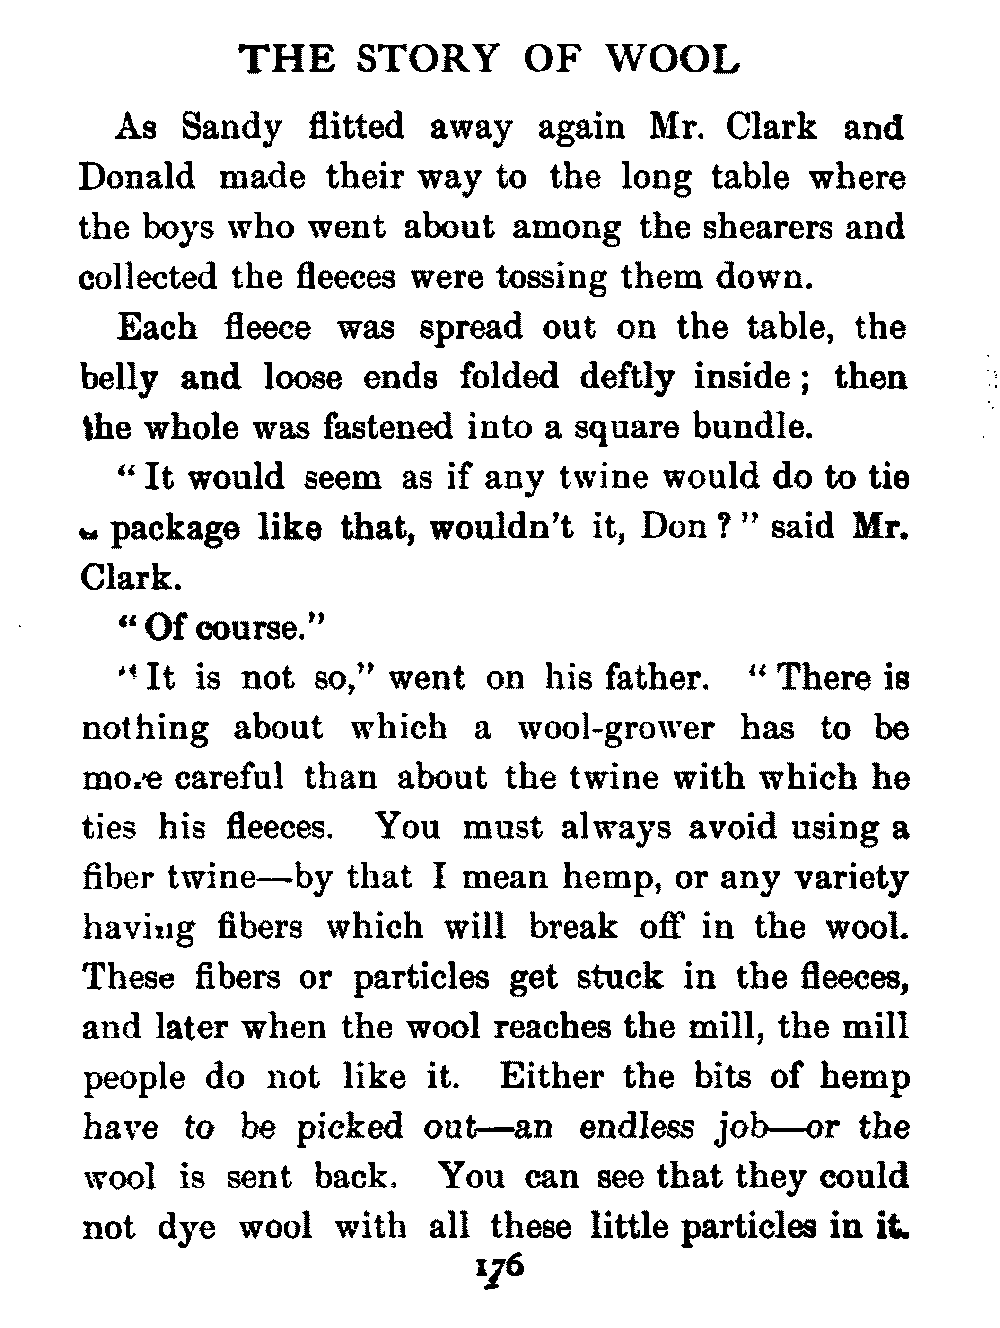 THE STORY OF WOOL
As Sandy flitted away again Mr. Clark and
Donald made their way to the long table where
the boys who went about among the shearers and
collected the fleeces were tossing them down.
Each fleece was spread out on the table, the
belly and loose ends folded deftly inside; then
the whole was fastened into a square bundle.
"It would seem as if any twine would do to tie
a package like that, wouldn't it, Don?" said Mr.
Clark.
"Of course."
"It is not so," went on his father. "There is
nothing about which a wool-grower has to be
more careful than about the twine with which he
ties his fleeces. You must always avoid using a
fiber twine—by that I mean hemp, or any variety
having fibers which will break off in the wool.
These fibers or particles get stuck in the fleeces,
and later when the wool reaches the mill, the mill
people do not like it. Either the bits of hemp
have to be picked out—an endless job—or the
wool is sent back. You can see that they could
not dye wool with all these little particles in it.
176